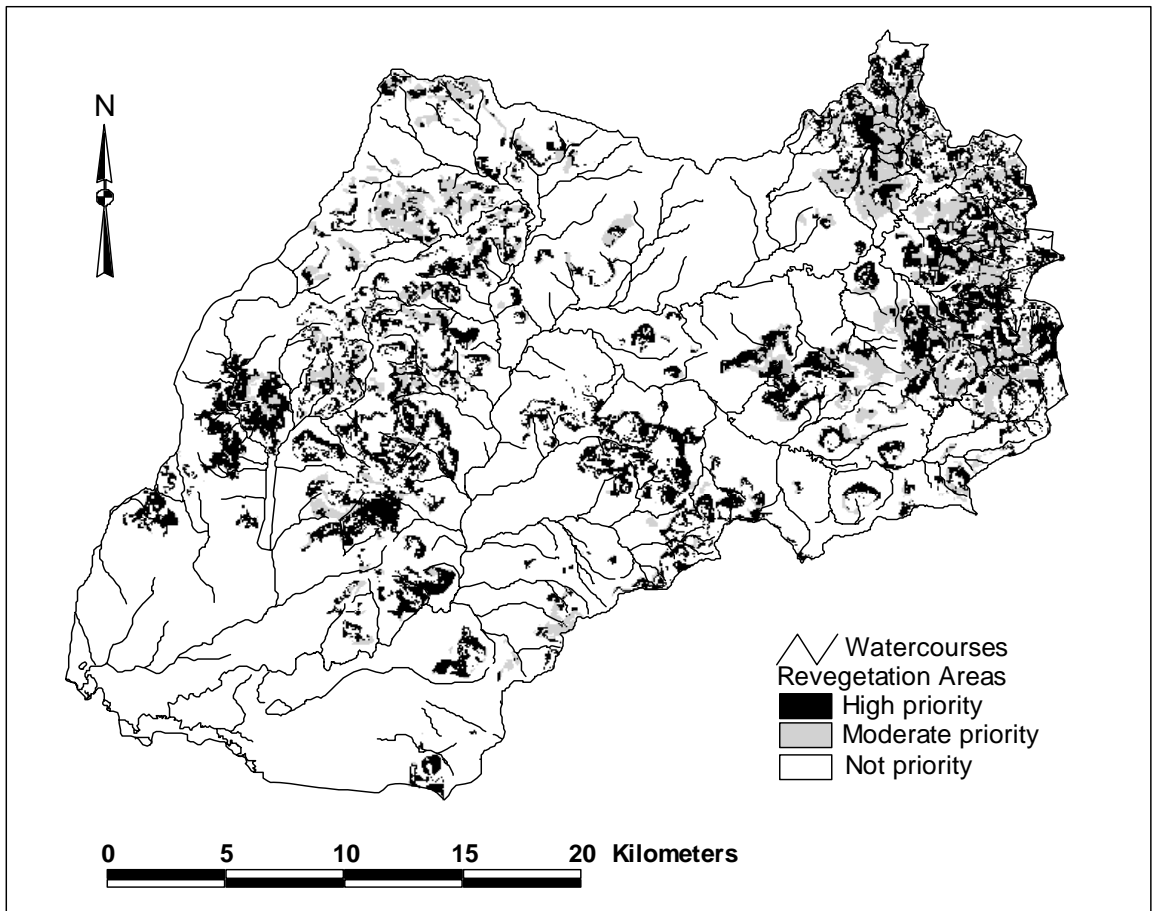 N
Watercourses
Revegetation Areas
High priority
Moderate priority
Not priority
0 5 10 15 20 Kilometers